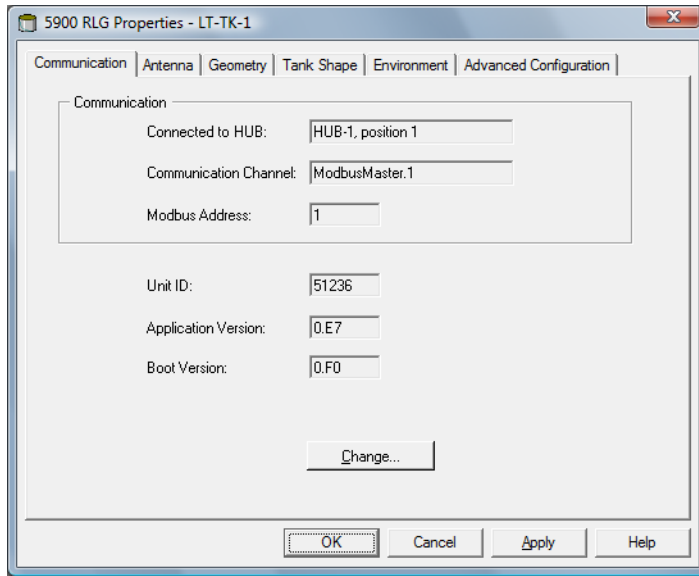 5900 RLG Properties - LT-TK-1
Communication Antenna Geometry Tank Shape Environment Advanced Configuration
Communication
Connected to HUB: HUB-1, position 1
Communication Channel: ModbusMaster.1
Modbus Address: 1
Unit ID: 51236
Application Version: 0.E7
Boot Version: 0.F0
Change...
OK Cancel Apply Help